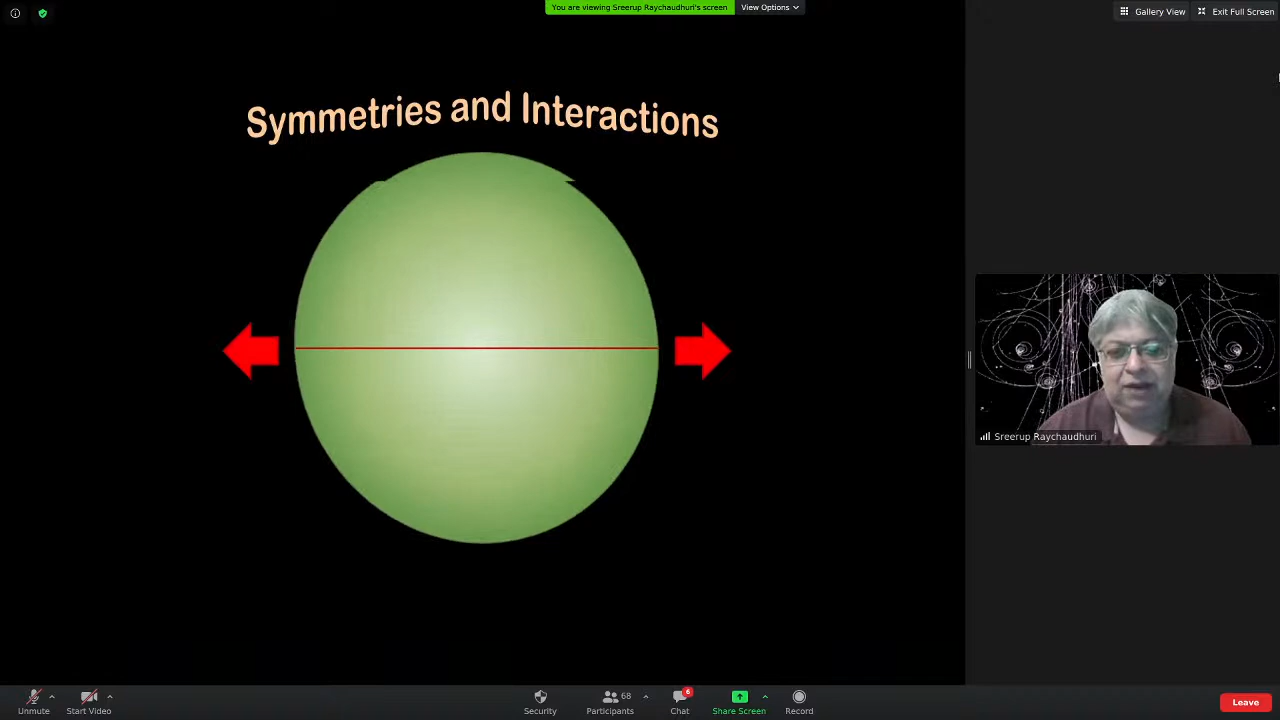 You are viewing Sreerup Raychaudhuri's screen
View Options
Gallery View
Exit Full Screen
Symmetries and Interactions
Sreerup Raychaudhuri
Unmute
Start Video
Security
68
Participants
6
Chat
Share Screen
Record
Leave